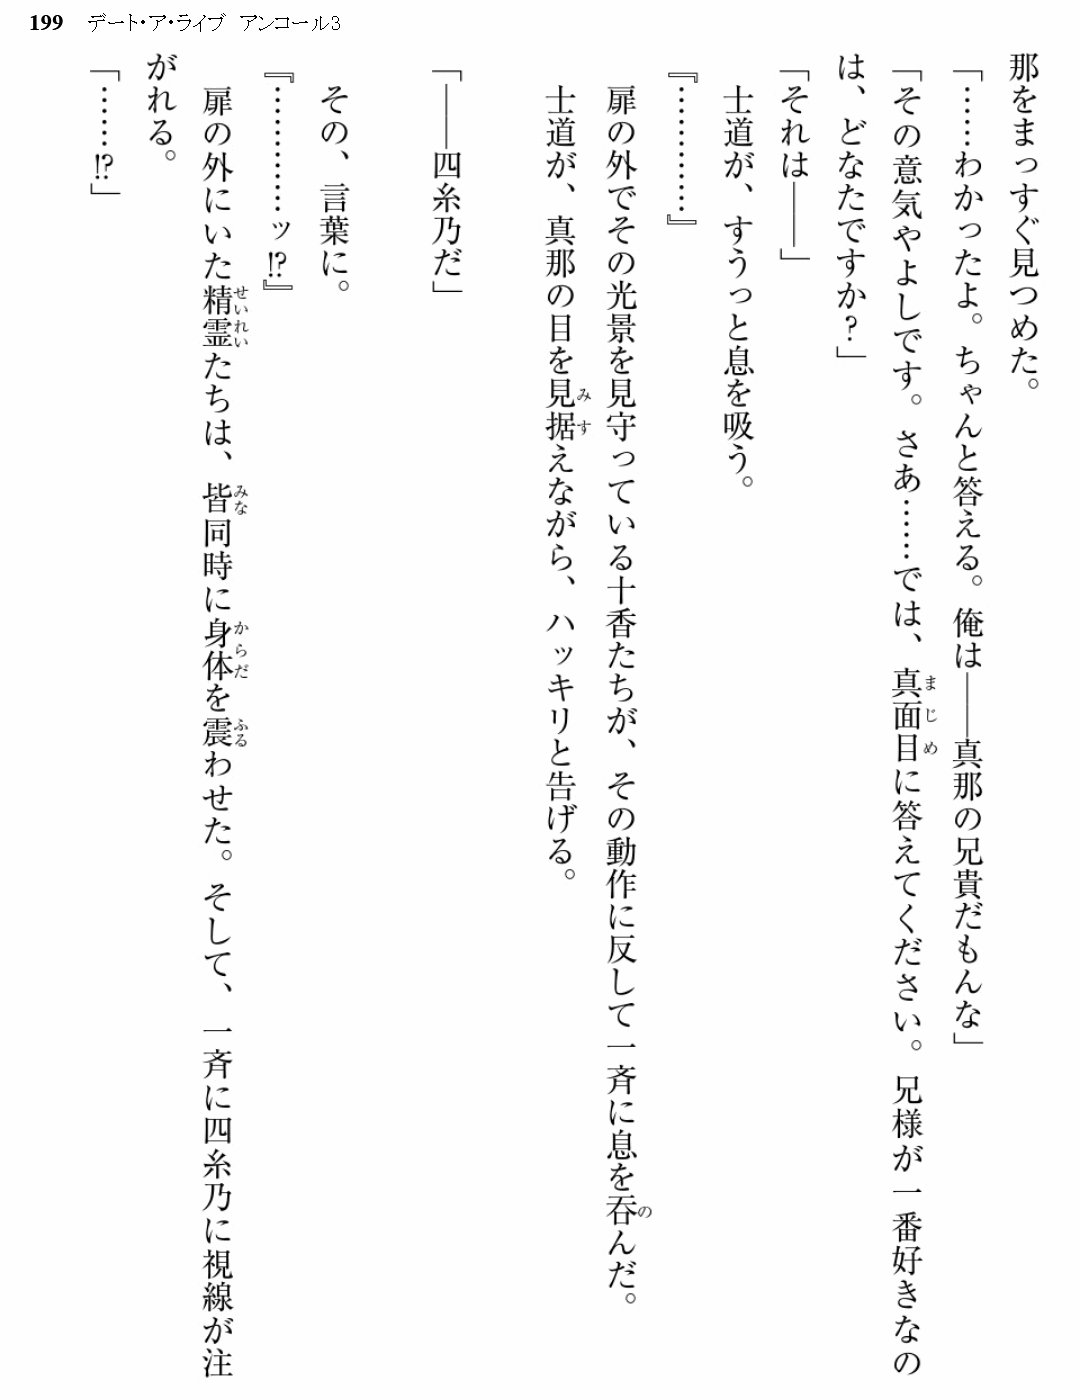 199 デート・ア・ライブ アンコール3
那をまっすぐ見つめた。
「……わかったよ。ちゃんと答える。俺は――真那の兄貴だもんな」
「その意気やよしです。さあ……では、真面目に答えてください。兄様が一番好きなの
は、どなたですか？」
「それは――」
士道が、すうっと息を吸う。
『…………』
扉の外でその光景を見守っている十香たちが、その動作に反して一斉に息を呑んだ。
士道が、真那の目を見据えながら、ハッキリと告げる。
「――四糸乃だ」
その、言葉に。
『…………ッ!?』
扉の外にいた精霊たちは、皆同時に身体を震わせた。そして、一斉に四糸乃に視線が注
がれる。
「……!?」